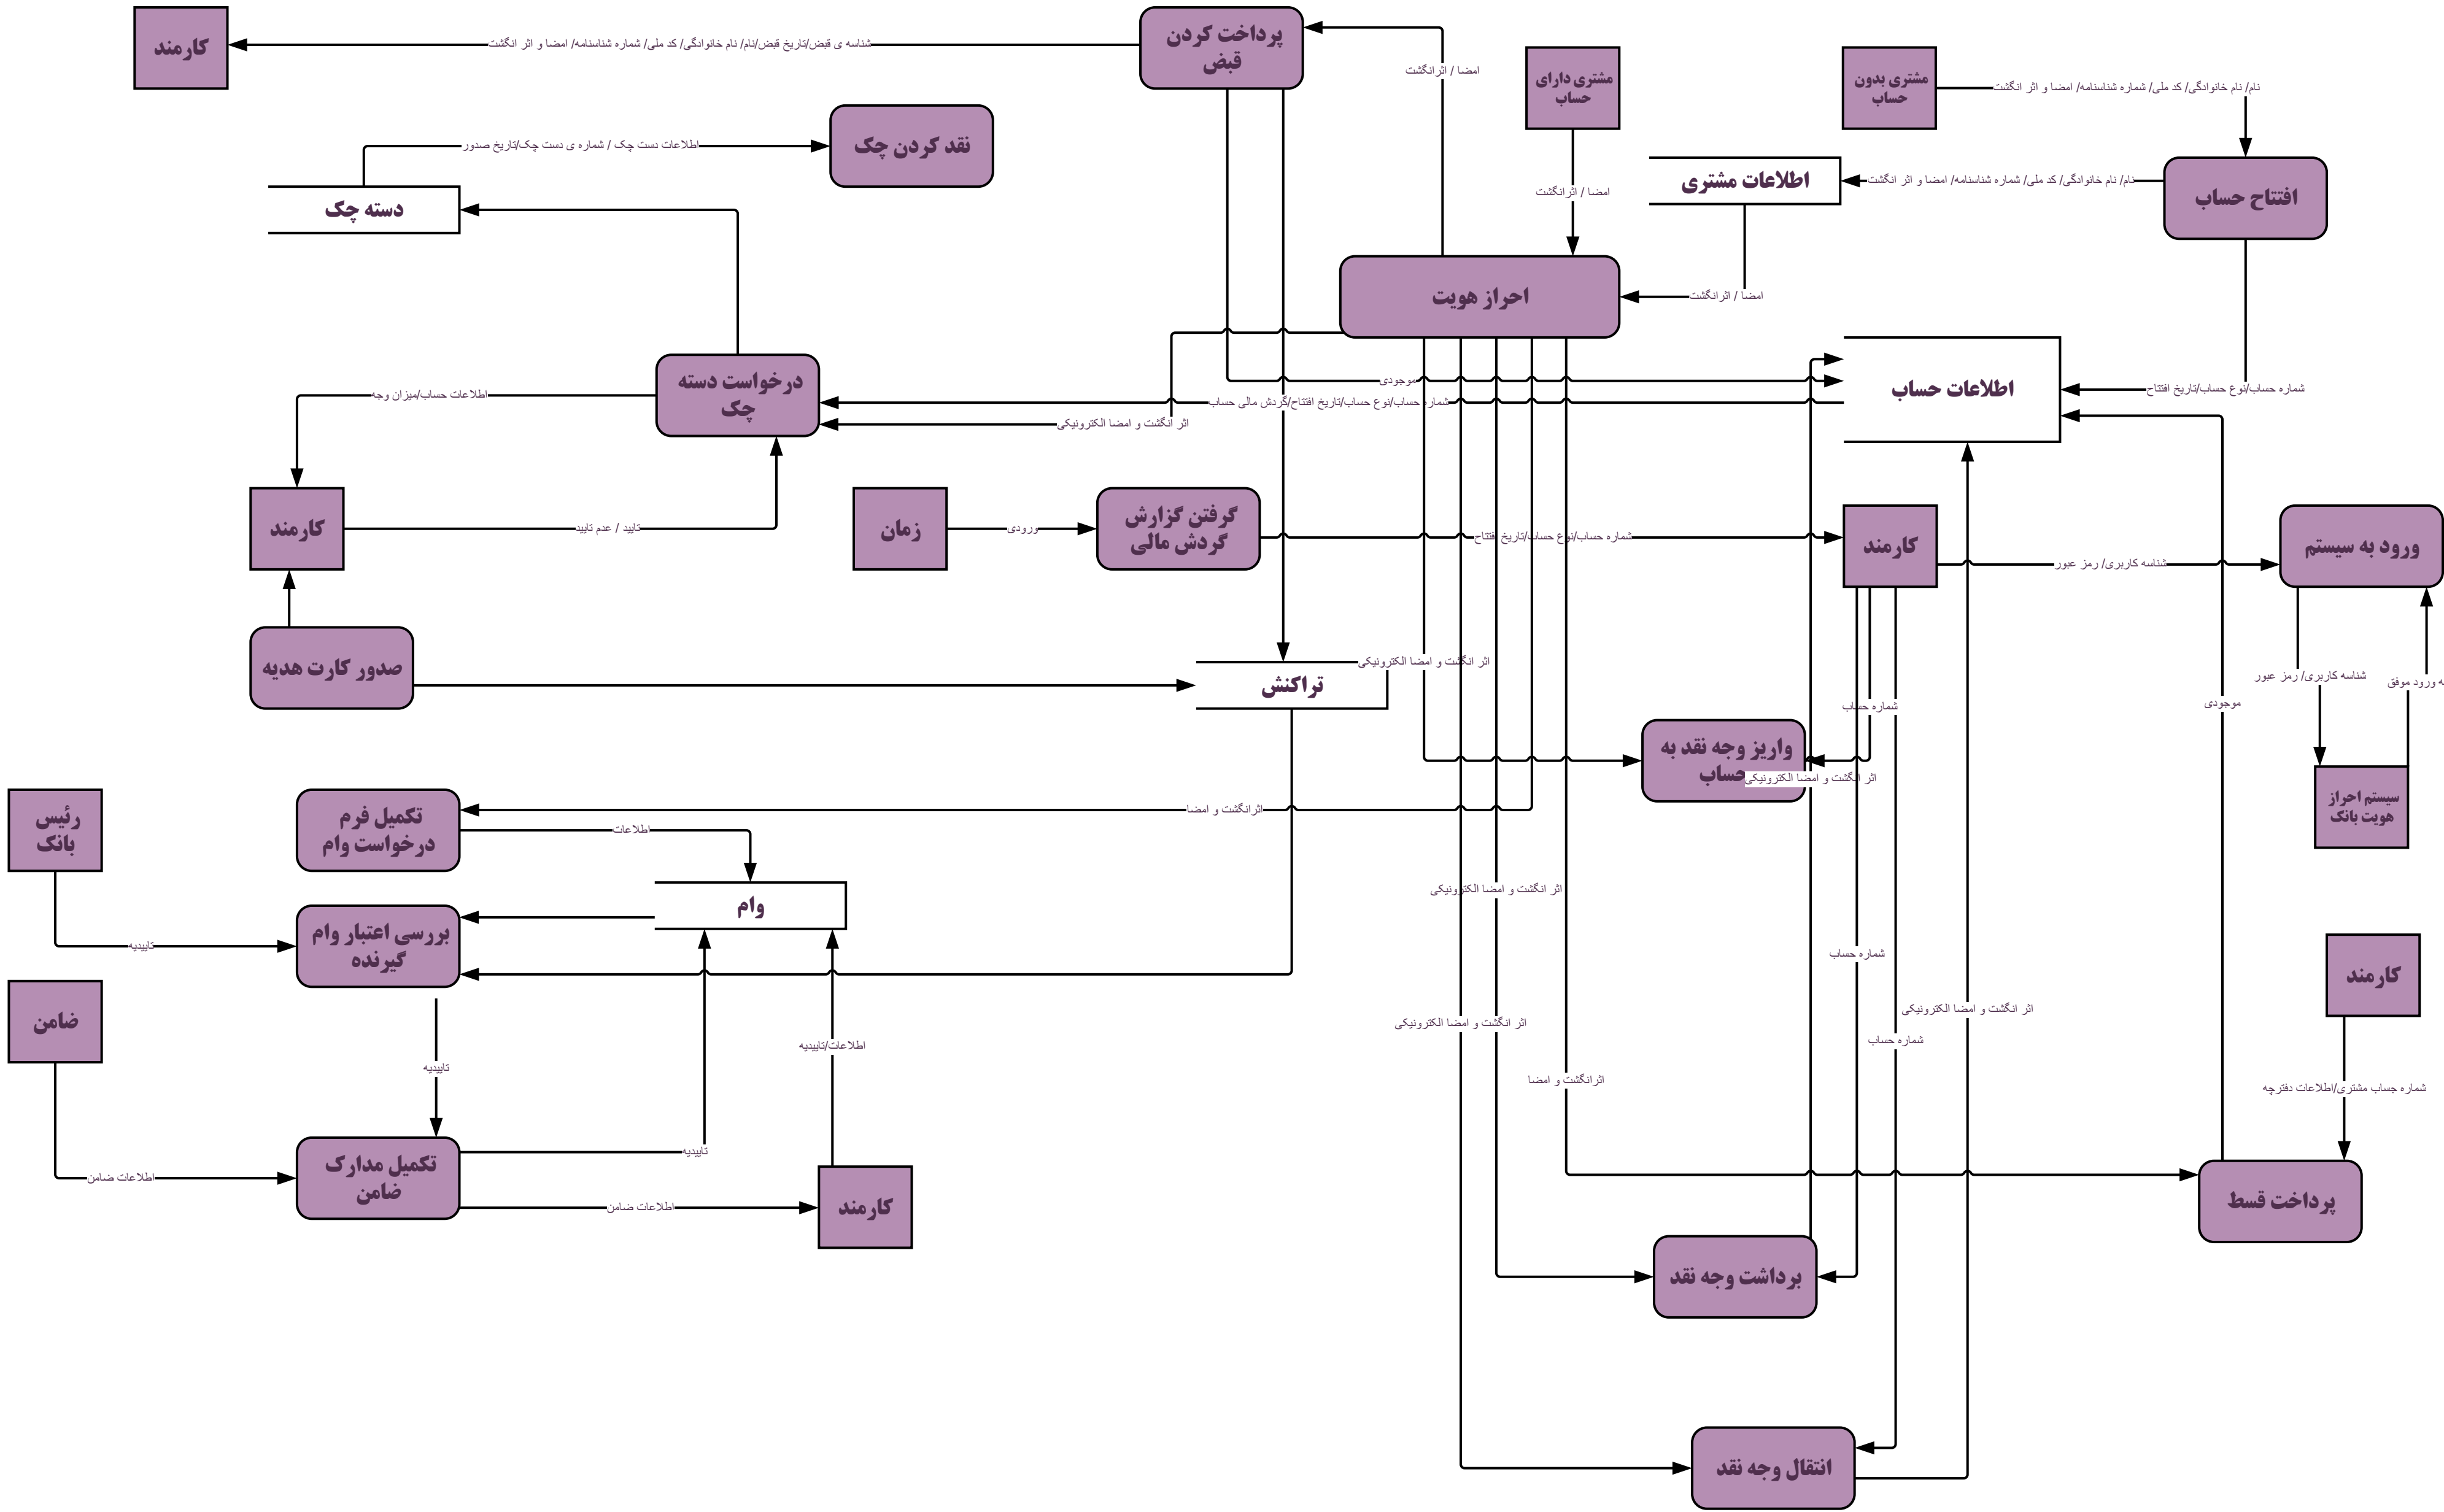 کارمند
شناسه ی قبض/تاریخ قبض/نام/ نام خانوادگی/ کد ملی/ شماره شناسنامه/ امضا و اثر انگشت
پرداخت کردن
قبض
امضا / اثرانگشت
مشتری دارای
حساب
مشتری بدون
حساب
نام/ نام خانوادگی/ کد ملی/ شماره شناسنامه/ امضا و اثر انگشت
اطلاعات دست چک / شماره ی دست چک/تاریخ صدور
نقد کردن چک
دسته چک
امضا / اثرانگشت
اطلاعات مشتری
نام/ نام خانوادگی/ کد ملی/ شماره شناسنامه/ امضا و اثر انگشت
افتتاح حساب
احراز هویت
امضا / اثرانگشت
درخواست دسته
چک
اطلاعات حساب/میزان وجه
موجودی
شماره حساب/نوع حساب/تاریخ افتتاح/گردش مالی حساب
اثر انگشت و امضا الکترونیکی
اطلاعات حساب
شماره حساب/نوع حساب/تاریخ افتتاح
کارمند
تایید / عدم تایید
زمان
ورودی
گرفتن گزارش
گردش مالی
شماره حساب/نوع حساب/تاریخ افتتاح
کارمند
شناسه کاربری/ رمز عبور
ورود به سیستم
صدور کارت هدیه
تراکنش
اثر انگشت و امضا الکترونیکی
شماره حساب
موجودی
شناسه کاربری/ رمز عبور
ه ورود موفق
واریز وجه نقد به
حساب
اثر انگشت و امضا الکترونیکی
سیستم احراز
هویت بانک
رئیس
بانک
تکمیل فرم
درخواست وام
اثرانگشت و امضا
اطلاعات
وام
اثر انگشت و امضا الکترونیکی
تاییدیه
بررسی اعتبار وام
گیرنده
شماره حساب
کارمند
ضامن
اثر انگشت و امضا الکترونیکی
اثر انگشت و امضا الکترونیکی
تاییدیه
اطلاعات/تاییدیه
شماره حساب
اثرانگشت و امضا
شماره جساب مشتری/اطلاعات دفترچه
اطلاعات ضامن
تکمیل مدارک
ضامن
تاییدیه
اطلاعات ضامن
کارمند
پرداخت قسط
برداشت وجه نقد
انتقال وجه نقد